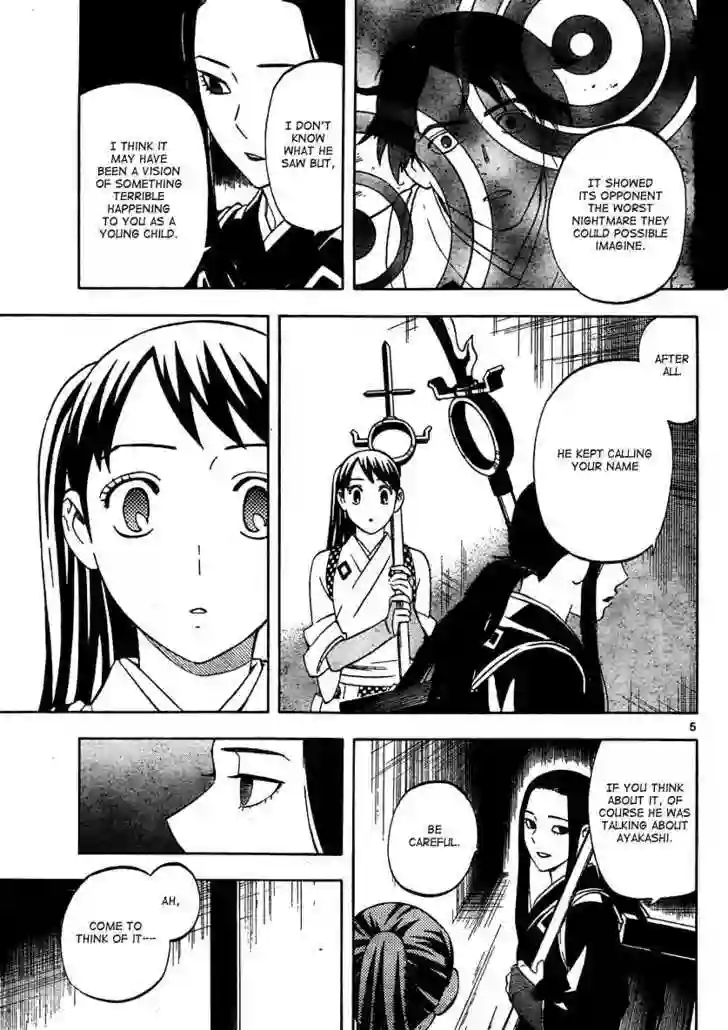 IT SHOWED
ITS OPPONENT
THE WORST
NIGHTMARE THEY
COULD POSSIBLE
IMAGINE.
I DON'T
KNOW
WHAT HE
SAW BUT,
I THINK IT
MAY HAVE
BEEN A VISION
OF SOMETHING
TERRIBLE
HAPPENING
TO YOU AS A
YOUNG CHILD.
AFTER
ALL.
HE KEPT CALLING
YOUR NAME
5
IF YOU THINK
ABOUT IT, OF
COURSE HE WAS
TALKING ABOUT
AYAKASHI.
BE
CAREFUL.
AH,
COME TO
THINK OF IT---